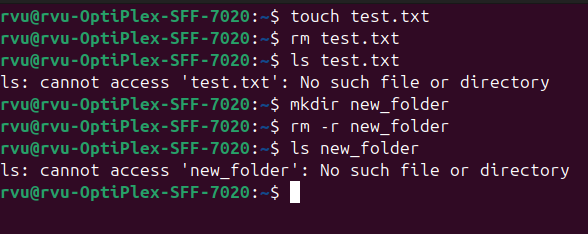 rvu@rvu-OptiPlex-SFF-7020:~$ touch test.txt
rvu@rvu-OptiPlex-SFF-7020:~$ rm test.txt
rvu@rvu-OptiPlex-SFF-7020:~$ ls test.txt
ls: cannot access 'test.txt': No such file or directory
rvu@rvu-OptiPlex-SFF-7020:~$ mkdir new_folder
rvu@rvu-OptiPlex-SFF-7020:~$ rm -r new_folder
rvu@rvu-OptiPlex-SFF-7020:~$ ls new_folder
ls: cannot access 'new_folder': No such file or directory
rvu@rvu-OptiPlex-SFF-7020:~$